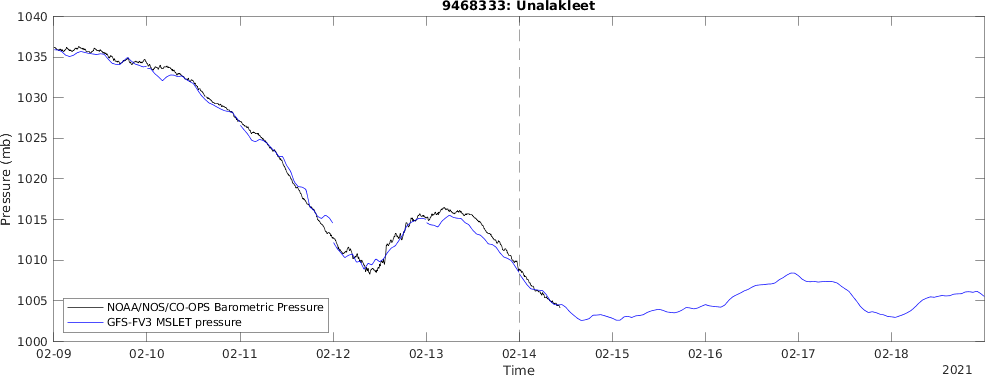 9468333: Unalakleet
1040
1035
1030
1025
1020
1015
1010
1005
1000
Pressure (mb)
NOAA/NOS/CO-OPS Barometric Pressure
GFS-FV3 MSLET pressure
02-09 02-10 02-11 02-12 02-13 02-14 02-15 02-16 02-17 02-18
Time
2021